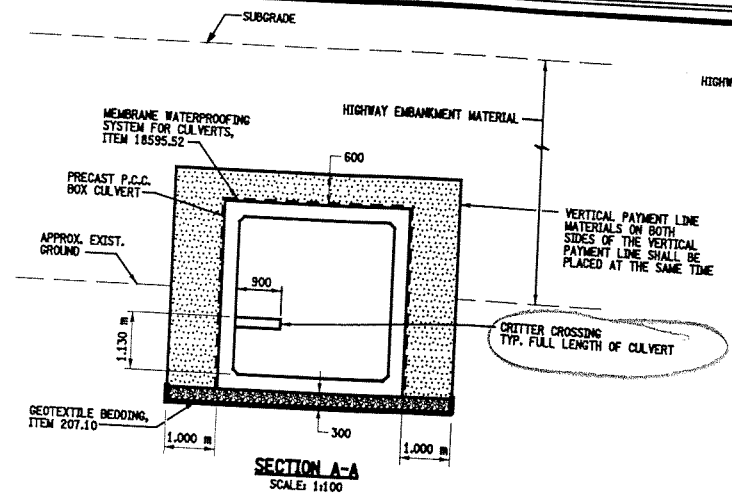 SUBGRADE
HIGHW
HIGHWAY EMBANKMENT MATERIAL
MEMBRANE WATERPROOFING
SYSTEM FOR CULVERTS,
ITEM 18595.52
600
PRECAST P.C.C.
BOX CULVERT
VERTICAL PAYMENT LINE
MATERIALS ON BOTH
SIDES OF THE VERTICAL
PAYMENT LINE SHALL BE
PLACED AT THE SAME TIME
APPROX. EXIST.
GROUND
900
CRITTER CROSSING
TYP. FULL LENGTH OF CULVERT
1.130 m
GEOTEXTILE BEDDING,
ITEM 207.10
300
1.000 m
1.000 m
SECTION A-A
SCALE: 1:100